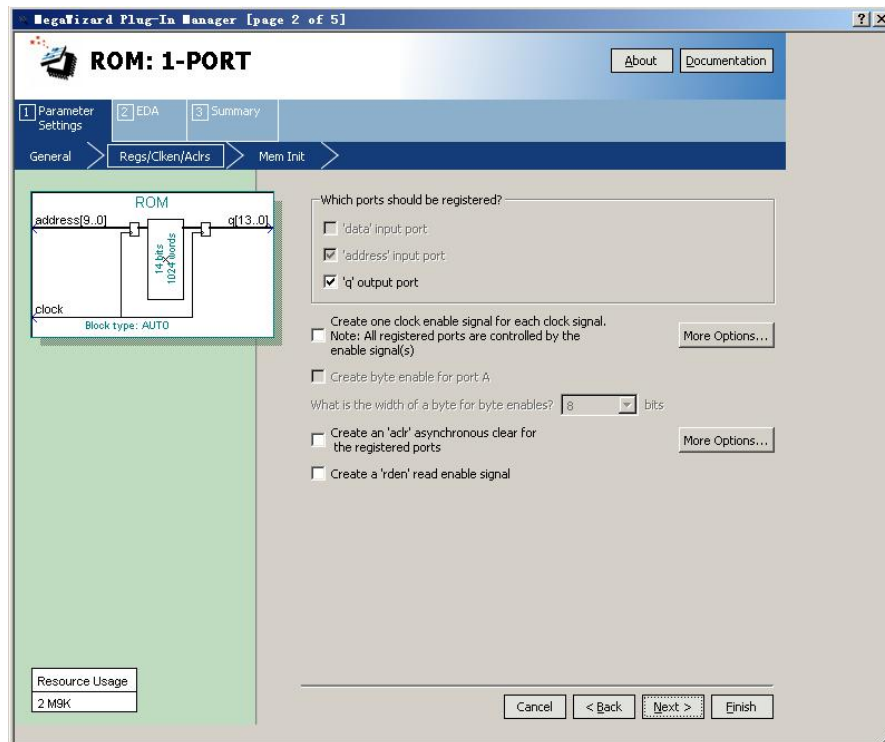 MegaWizard Plug-In Manager [page 2 of 5]
ROM: 1-PORT
About
Documentation
1 Parameter Settings
2 EDA
3 Summary
General
Regs/Clken/Aclrs
Mem Init
ROM
address[9..0]
q[13..0]
14 bits
1024 words
clock
Block type: AUTO
Which ports should be registered?
'data' input port
'address' input port
'q' output port
Create one clock enable signal for each clock signal.
Note: All registered ports are controlled by the
enable signal(s)
More Options...
Create byte enable for port A
What is the width of a byte for byte enables?
8
bits
Create an 'aclr' asynchronous clear for
the registered ports
More Options...
Create a 'rden' read enable signal
Resource Usage
2 M9K
Cancel
< Back
Next >
Finish